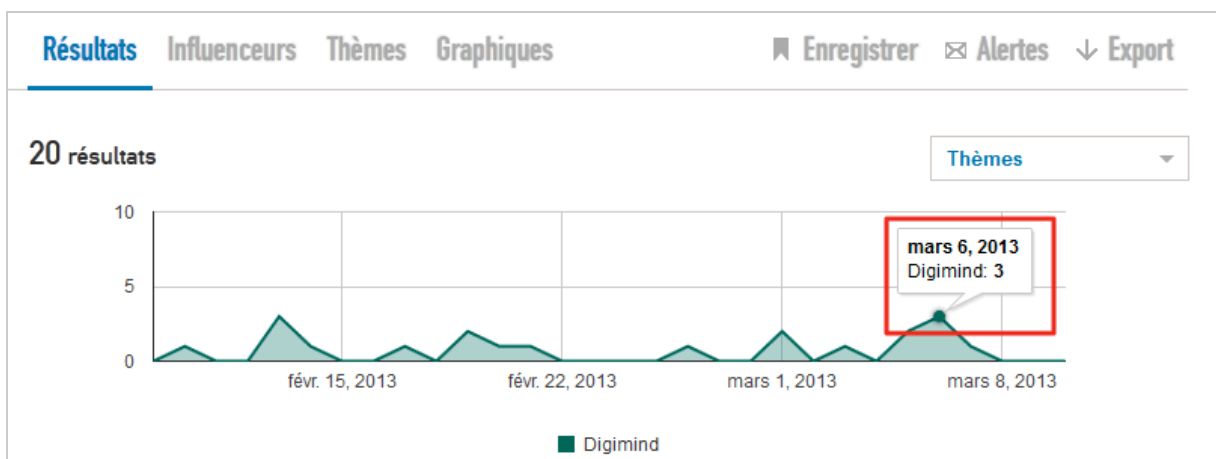 Résultats Influenceurs Thèmes Graphiques Enregistrer Alertes Export
20 résultats
Thèmes
10
mars 6, 2013
Digimind: 3
5
0
févr. 15, 2013 févr. 22, 2013 mars 1, 2013 mars 8, 2013
Digimind